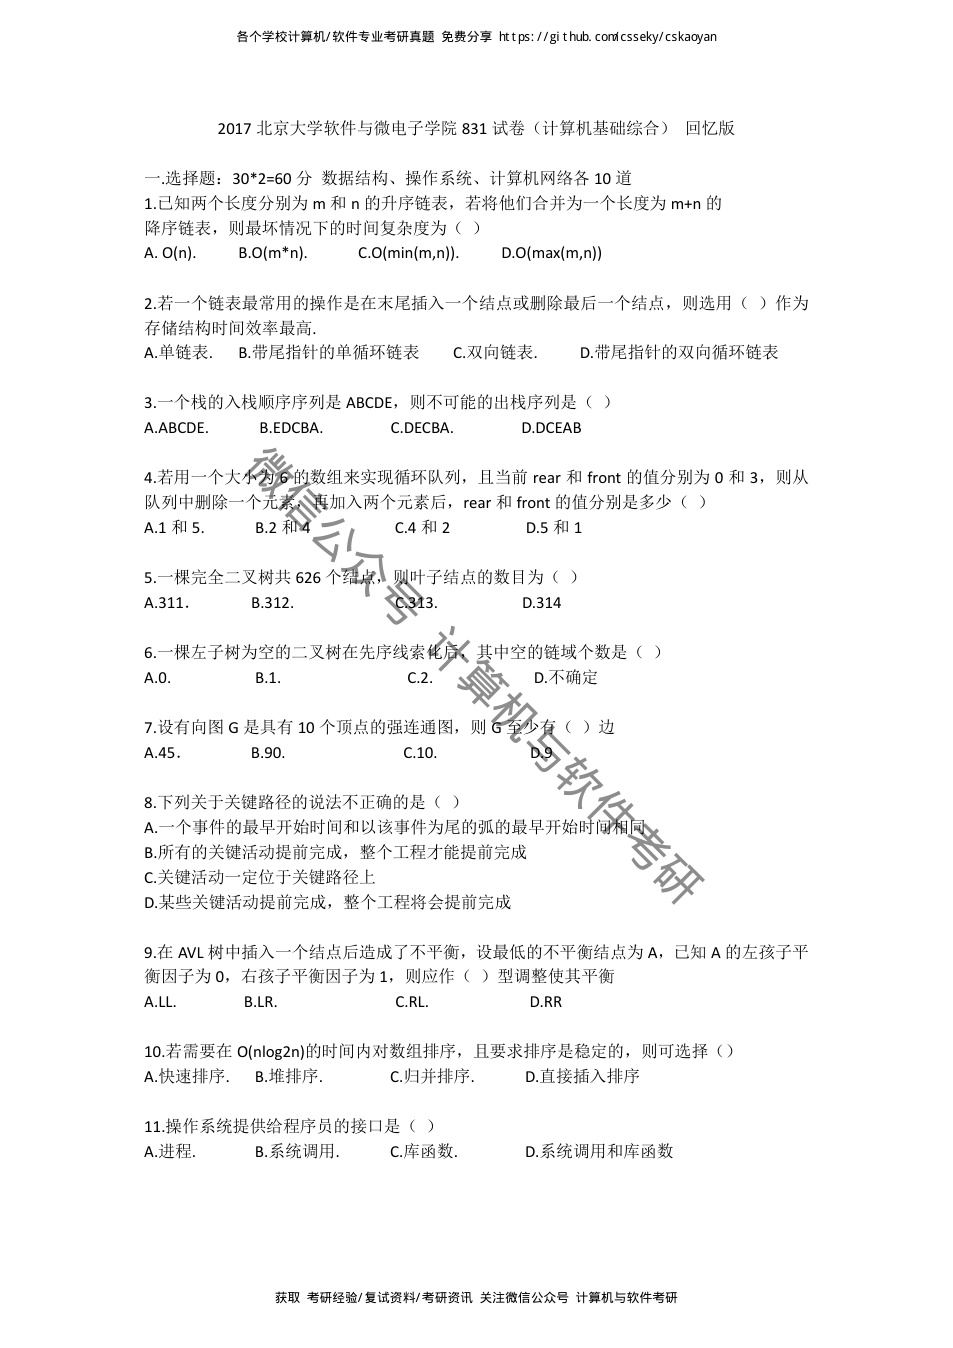 各个学校计算机/软件专业考研真题 免费分享 https://github.com/csseky/cskaoyan
2017 北京大学软件与微电子学院 831 试卷（计算机基础综合） 回忆版
一.选择题：30*2=60 分 数据结构、操作系统、计算机网络各 10 道
1.已知两个长度分别为 m 和 n 的升序链表，若将他们合并为一个长度为 m+n 的
降序链表，则最坏情况下的时间复杂度为（ ）
A. O(n). B.O(m*n). C.O(min(m,n)). D.O(max(m,n))
2.若一个链表最常用的操作是在末尾插入一个结点或删除最后一个结点，则选用（ ）作为
存储结构时间效率最高.
A.单链表. B.带尾指针的单循环链表 C.双向链表. D.带尾指针的双向循环链表
3.一个栈的入栈顺序序列是 ABCDE，则不可能的出栈序列是（ ）
A.ABCDE. B.EDCBA. C.DECBA. D.DCEAB
4.若用一个大小为 6 的数组来实现循环队列，且当前 rear 和 front 的值分别为 0 和 3，则从
队列中删除一个元素，再加入两个元素后，rear 和 front 的值分别是多少（ ）
A.1 和 5. B.2 和 4 C.4 和 2 D.5 和 1
5.一棵完全二叉树共 626 个结点，则叶子结点的数目为（ ）
A.311. B.312. C.313. D.314
6.一棵左子树为空的二叉树在先序线索化后，其中空的链域个数是（ ）
A.0. B.1. C.2. D.不确定
7.设有向图 G 是具有 10 个顶点的强连通图，则 G 至少有（ ）边
A.45. B.90. C.10. D.9
8.下列关于关键路径的说法不正确的是（ ）
A.一个事件的最早开始时间和以该事件为尾的弧的最早开始时间相同
B.所有的关键活动提前完成，整个工程才能提前完成
C.关键活动一定位于关键路径上
D.某些关键活动提前完成，整个工程将会提前完成
9.在 AVL 树中插入一个结点后造成了不平衡，设最低的不平衡结点为 A，已知 A 的左孩子平
衡因子为 0，右孩子平衡因子为 1，则应作（ ）型调整使其平衡
A.LL. B.LR. C.RL. D.RR
10.若需要在 O(nlog2n)的时间内对数组排序，且要求排序是稳定的，则可选择（）
A.快速排序. B.堆排序. C.归并排序. D.直接插入排序
11.操作系统提供给程序员的接口是（ ）
A.进程. B.系统调用. C.库函数. D.系统调用和库函数
微信公众号 计算机与软件考研
获取 考研经验/复试资料/考研资讯 关注微信公众号 计算机与软件考研